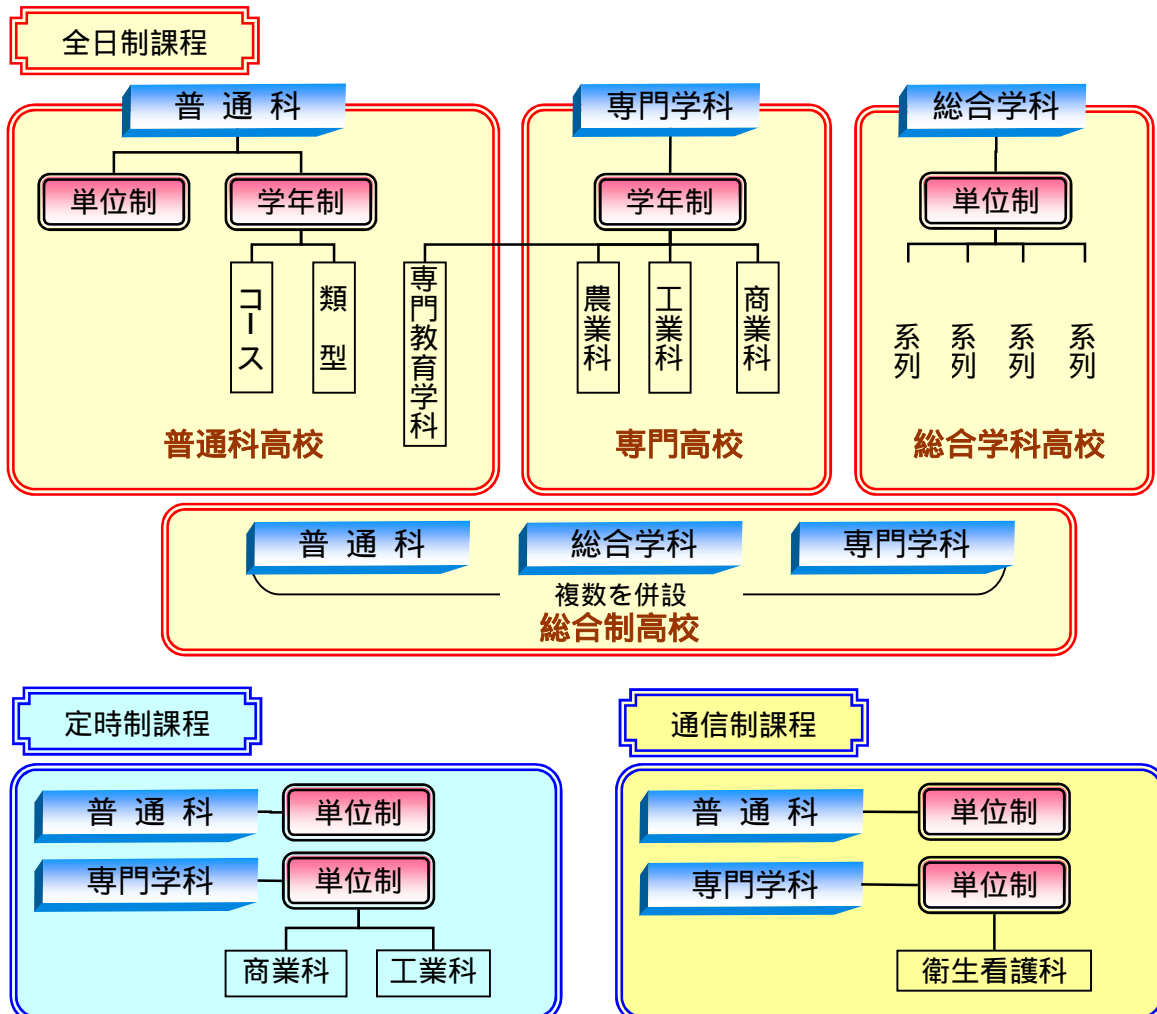 全日制課程
普 通 科
専門学科
総合学科
単位制
学年制
学年制
単位制
コース
類 型
専門教育学科
農業科
工業科
商業科
系列
系列
系列
系列
普通科高校
専門高校
総合学科高校
普 通 科
総合学科
専門学科
複数を併設
総合制高校
定時制課程
普 通 科
単位制
専門学科
単位制
商業科
工業科
通信制課程
普 通 科
単位制
専門学科
単位制
衛生看護科